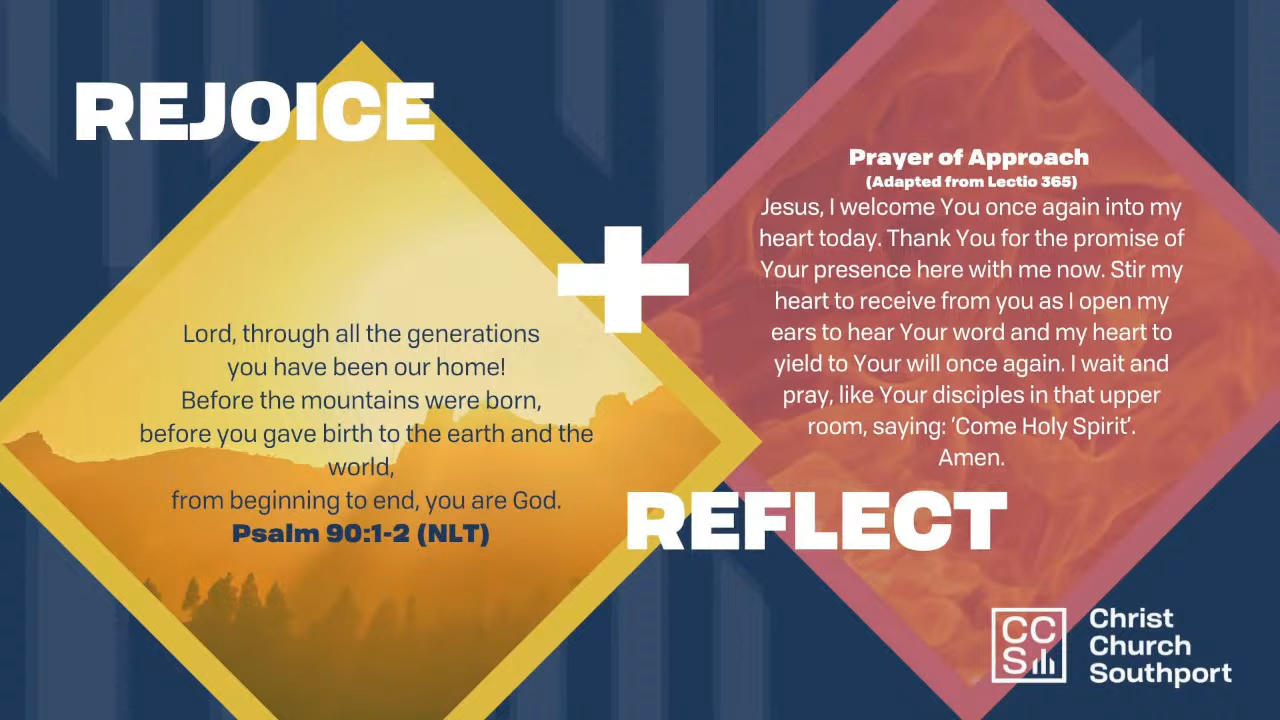 REJOICE
Lord, through all the generations
you have been our home!
Before the mountains were born,
before you gave birth to the earth and the
world,
from beginning to end, you are God.
Psalm 90:1-2 (NLT)
Prayer of Approach
(Adapted from Lectio 365)
Jesus, I welcome You once again into my
heart today. Thank You for the promise of
Your presence here with me now. Stir my
heart to receive from you as I open my
ears to hear Your word and my heart to
yield to Your will once again. I wait and
pray, like Your disciples in that upper
room, saying: ‘Come Holy Spirit’.
Amen.
REFLECT
CC
S
Christ
Church
Southport